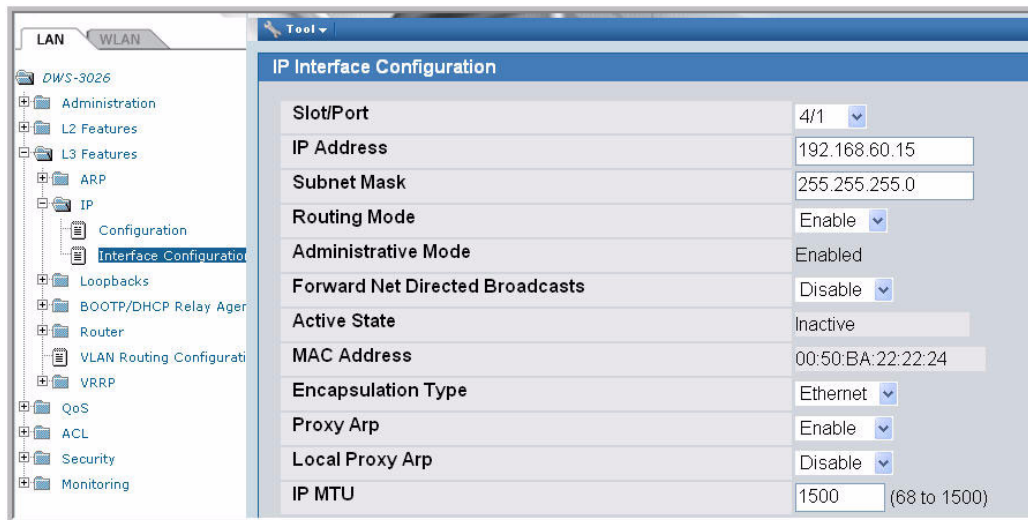 LAN WLAN
Tool
DWS-3026
Administration
L2 Features
L3 Features
ARP
IP
Configuration
Interface Configuratio
Loopbacks
BOOTP/DHCP Relay Ager
Router
VLAN Routing Configurati
VRRP
QoS
ACL
Security
Monitoring
IP Interface Configuration
Slot/Port 4/1
IP Address 192.168.60.15
Subnet Mask 255.255.255.0
Routing Mode Enable
Administrative Mode Enabled
Forward Net Directed Broadcasts Disable
Active State Inactive
MAC Address 00:50:BA:22:22:24
Encapsulation Type Ethernet
Proxy Arp Enable
Local Proxy Arp Disable
IP MTU 1500 (68 to 1500)